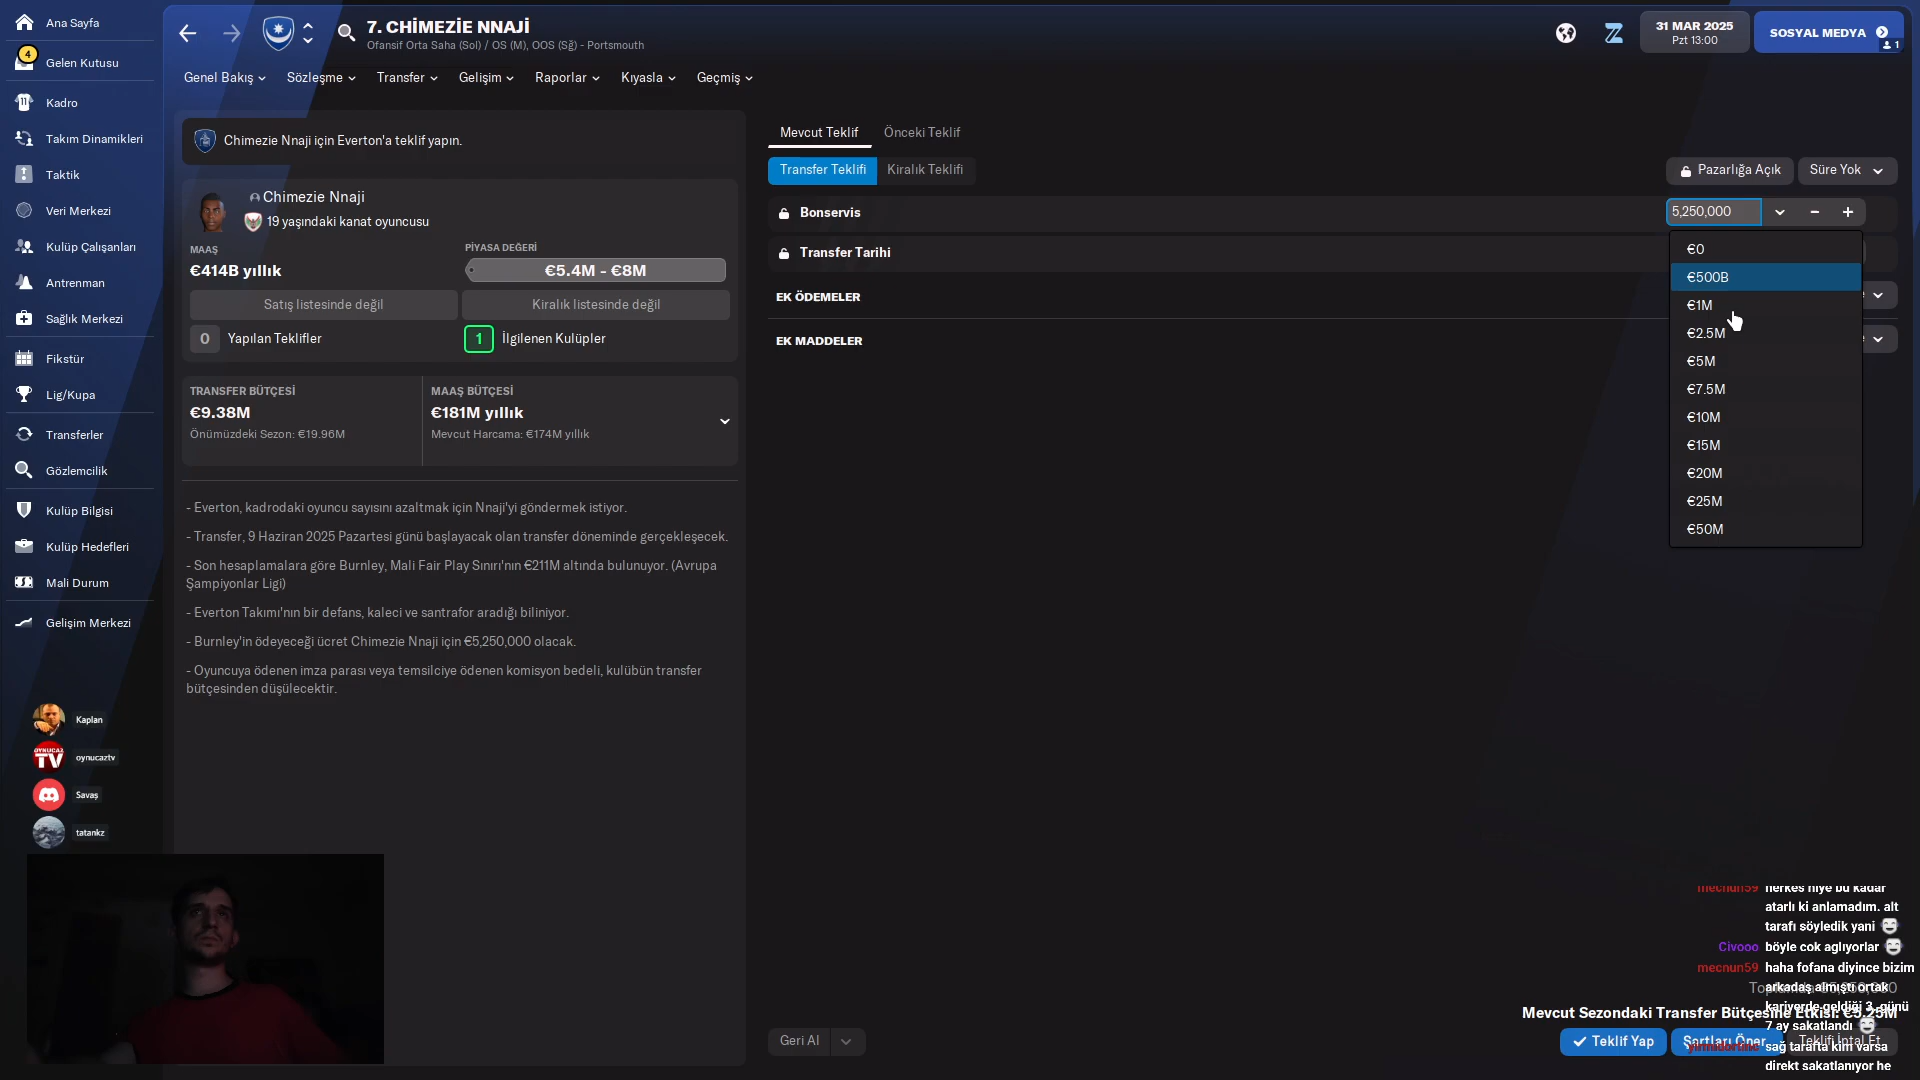 Ana Sayfa
4
Gelen Kutusu
11
Kadro
Takım Dinamikleri
Taktik
Veri Merkezi
Kulüp Çalışanları
Antrenman
Sağlık Merkezi
Fikstür
Lig/Kupa
Transferler
Gözlemcilik
Kulüp Bilgisi
Kulüp Hedefleri
Mali Durum
Gelişim Merkezi
Kaplan
OYNUCAZ TV oynucaztv
Savaş
tatankz
7. CHİMEZİE NNAJİ
Ofansif Orta Saha (Sol) / OS (M), OOS (Sğ) - Portsmouth
31 MAR 2025
Pzt 13:00
SOSYAL MEDYA
1
Genel Bakış Sözleşme Transfer Gelişim Raporlar Kıyasla Geçmiş
Chimezie Nnaji için Everton'a teklif yapın.
Chimezie Nnaji
19 yaşındaki kanat oyuncusu
MAAŞ
€414B yıllık
PİYASA DEĞERİ
€5.4M - €8M
Satış listesinde değil
Kiralık listesinde değil
0 Yapılan Teklifler
1 İlgilenen Kulüpler
TRANSFER BÜTÇESİ
€9.38M
Önümüzdeki Sezon: €19.96M
MAAŞ BÜTÇESİ
€181M yıllık
Mevcut Harcama: €174M yıllık
- Everton, kadrodaki oyuncu sayısını azaltmak için Nnaji'yi göndermek istiyor.
- Transfer, 9 Haziran 2025 Pazartesi günü başlayacak olan transfer döneminde gerçekleşecek.
- Son hesaplamalara göre Burnley, Mali Fair Play Sınırı'nın €211M altında bulunuyor. (Avrupa
Şampiyonlar Ligi)
- Everton Takımı'nın bir defans, kaleci ve santrafor aradığı biliniyor.
- Burnley'in ödeyeceği ücret Chimezie Nnaji için €5,250,000 olacak.
- Oyuncuya ödenen imza parası veya temsilciye ödenen komisyon bedeli, kulübün transfer
bütçesinden düşülecektir.
Mevcut Teklif Önceki Teklif
Transfer Teklifi Kiralık Teklifi
Pazarlığa Açık
Süre Yok
Bonservis
5,250,000
Transfer Tarihi
EK ÖDEMELER
EK MADDELER
€0
€500B
€1M
€2.5M
€5M
€7.5M
€10M
€15M
€20M
€25M
€50M
mecnun59 herkes niye bu kadar
atarlı ki anlamadım. alt
tarafı söyledik yani
Civooo böyle cok aglıyorlar
mecnun59 haha fofana diyince bizim
arkadaş almıştı ortak
kariyerde geldiği 3. günü
7 ay sakatlandı
sağ tarafta kim varsa
direkt sakatlanıyor he
Mevcut Sezondaki Transfer Bütçesine Etkisi: €5.25M
Geri Al
Teklif Yap
Şartları Öner
Teklifi İptal Et